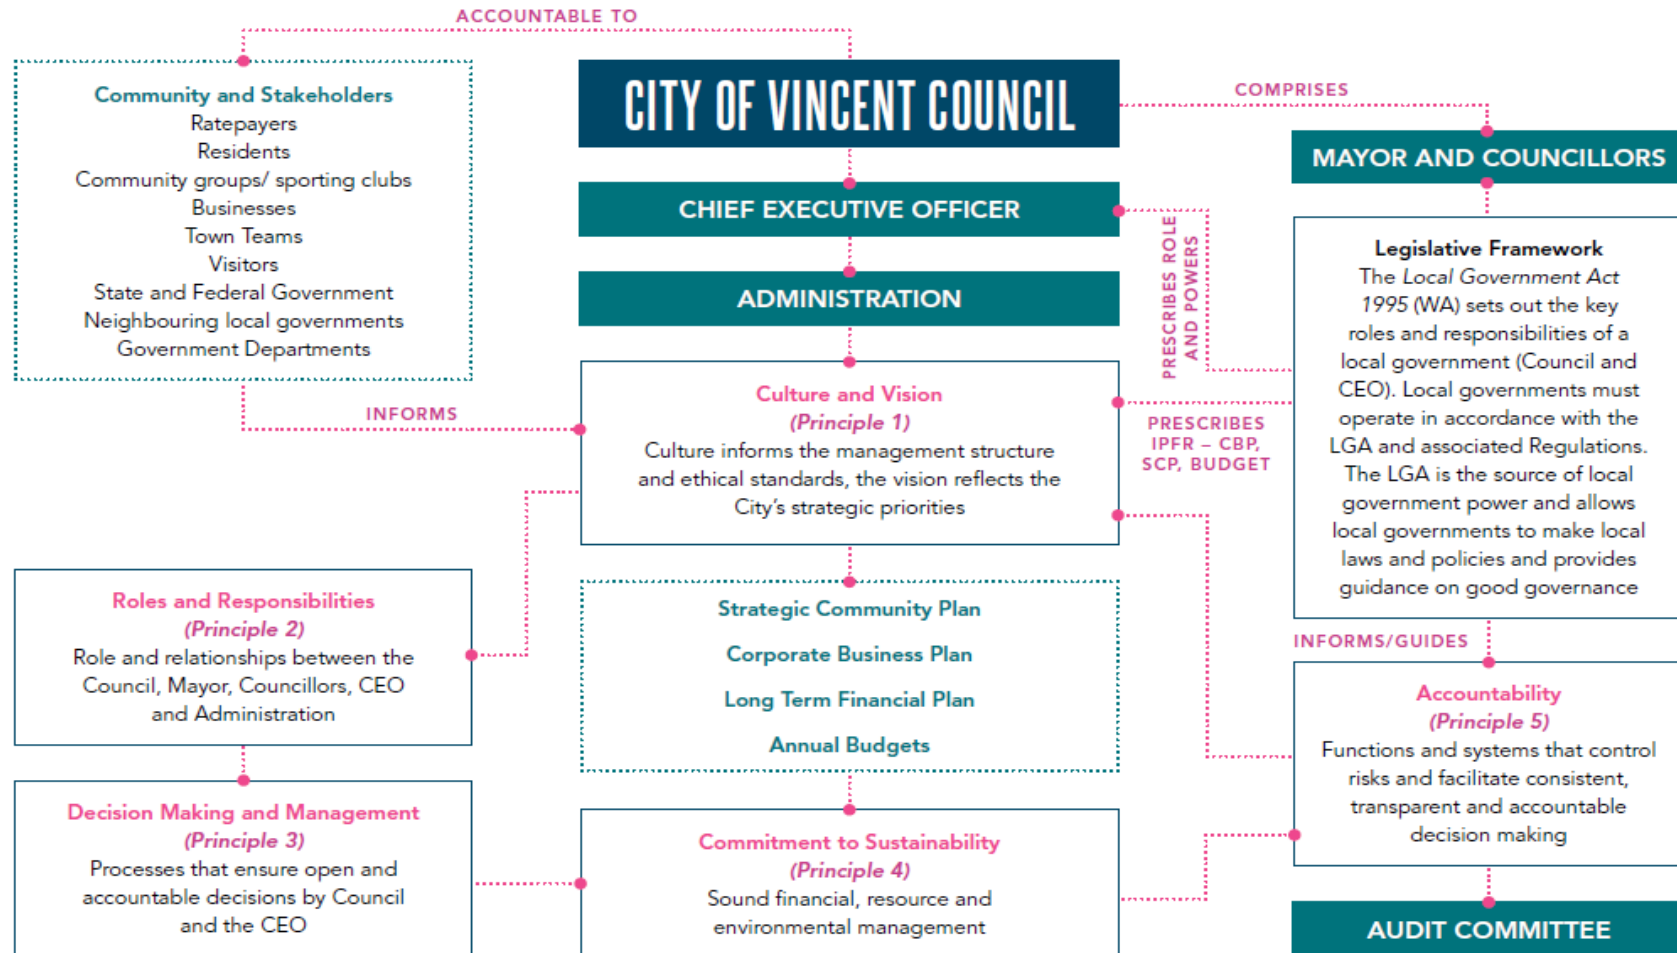 ACCOUNTABLE TO
Community and Stakeholders
Ratepayers
Residents
Community groups/ sporting clubs
Businesses
Town Teams
Visitors
State and Federal Government
Neighbouring local governments
Government Departments
CITY OF VINCENT COUNCIL
COMPRISES
MAYOR AND COUNCILLORS
CHIEF EXECUTIVE OFFICER
ADMINISTRATION
PRESCRIBES ROLE
AND POWERS
Legislative Framework
The Local Government Act
1995 (WA) sets out the key
roles and responsibilities of a
local government (Council and
CEO). Local governments must
operate in accordance with the
LGA and associated Regulations.
The LGA is the source of local
government power and allows
local governments to make local
laws and policies and provides
guidance on good governance
INFORMS
Culture and Vision
(Principle 1)
Culture informs the management structure
and ethical standards, the vision reflects the
City's strategic priorities
PRESCRIBES
IPFR – CBP,
SCP, BUDGET
Roles and Responsibilities
(Principle 2)
Role and relationships between the
Council, Mayor, Councillors, CEO
and Administration
Strategic Community Plan
Corporate Business Plan
Long Term Financial Plan
Annual Budgets
INFORMS/GUIDES
Accountability
(Principle 5)
Functions and systems that control
risks and facilitate consistent,
transparent and accountable
decision making
Decision Making and Management
(Principle 3)
Processes that ensure open and
accountable decisions by Council
and the CEO
Commitment to Sustainability
(Principle 4)
Sound financial, resource and
environmental management
AUDIT COMMITTEE